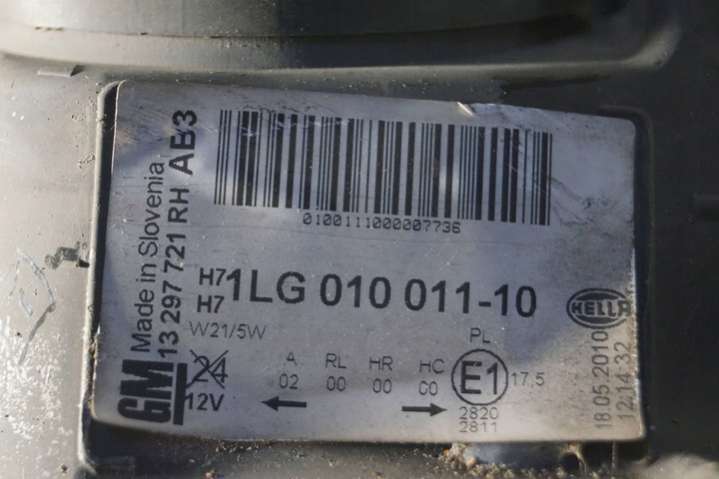 0100111000007736
Made in Slovenia
13 297 721 RH AB3
GM
H7 1LG 010 011-10
H7
W21/5W
24
12V
A RL HR HC
02 00 00 00
PL
E1 17,5
2820
2811
HELLA
18.05.2010
12:14:32